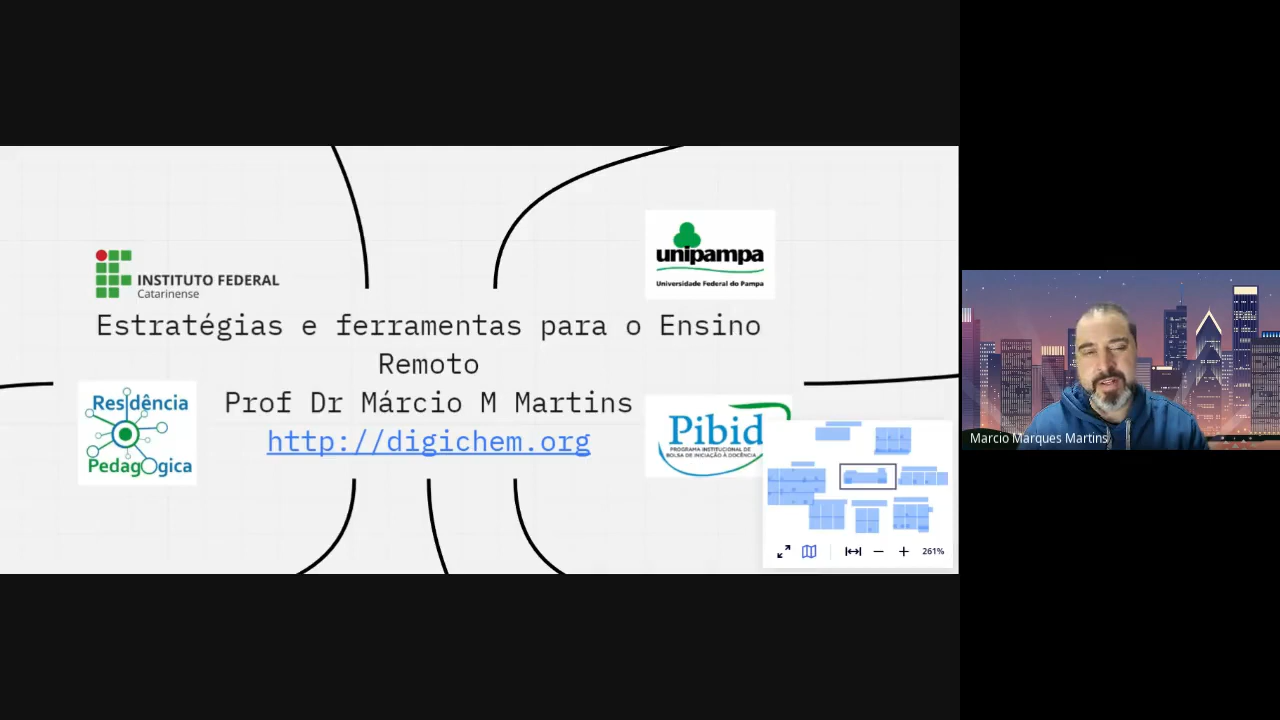 INSTITUTO FEDERAL
Catarinense
unipampa
Universidade Federal do Pampa
Estratégias e ferramentas para o Ensino
Remoto
Prof Dr Márcio M Martins
http://digichem.org
Residência
Pedagógica
Pibid
PROGRAMA INSTITUCIONAL DE
BOLSA DE INICIAÇÃO À DOCÊNCIA
261%
Marcio Marques Martins